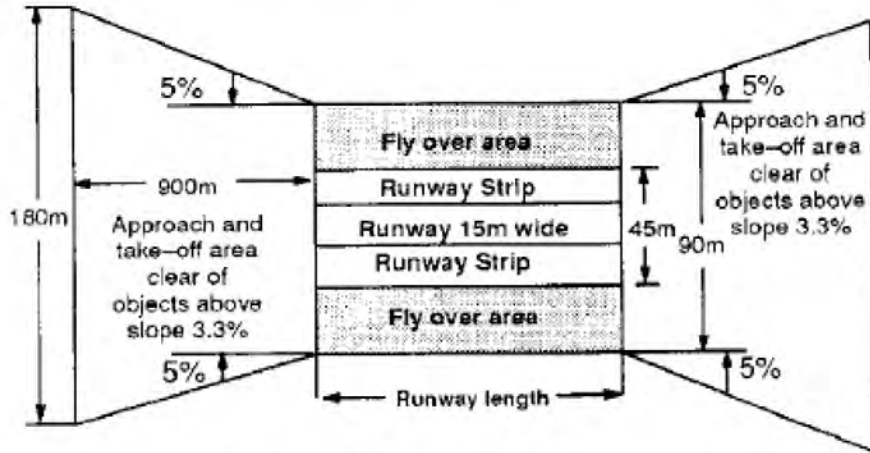 5%
5%
Fly over area
Approach and
take-off area
clear of
objects above
slope 3.3%
900m
Runway Strip
180m
Runway 15m wide
45m
90m
Approach and
take-off area
clear of
objects above
slope 3.3%
Runway Strip
Fly over area
5%
5%
Runway length